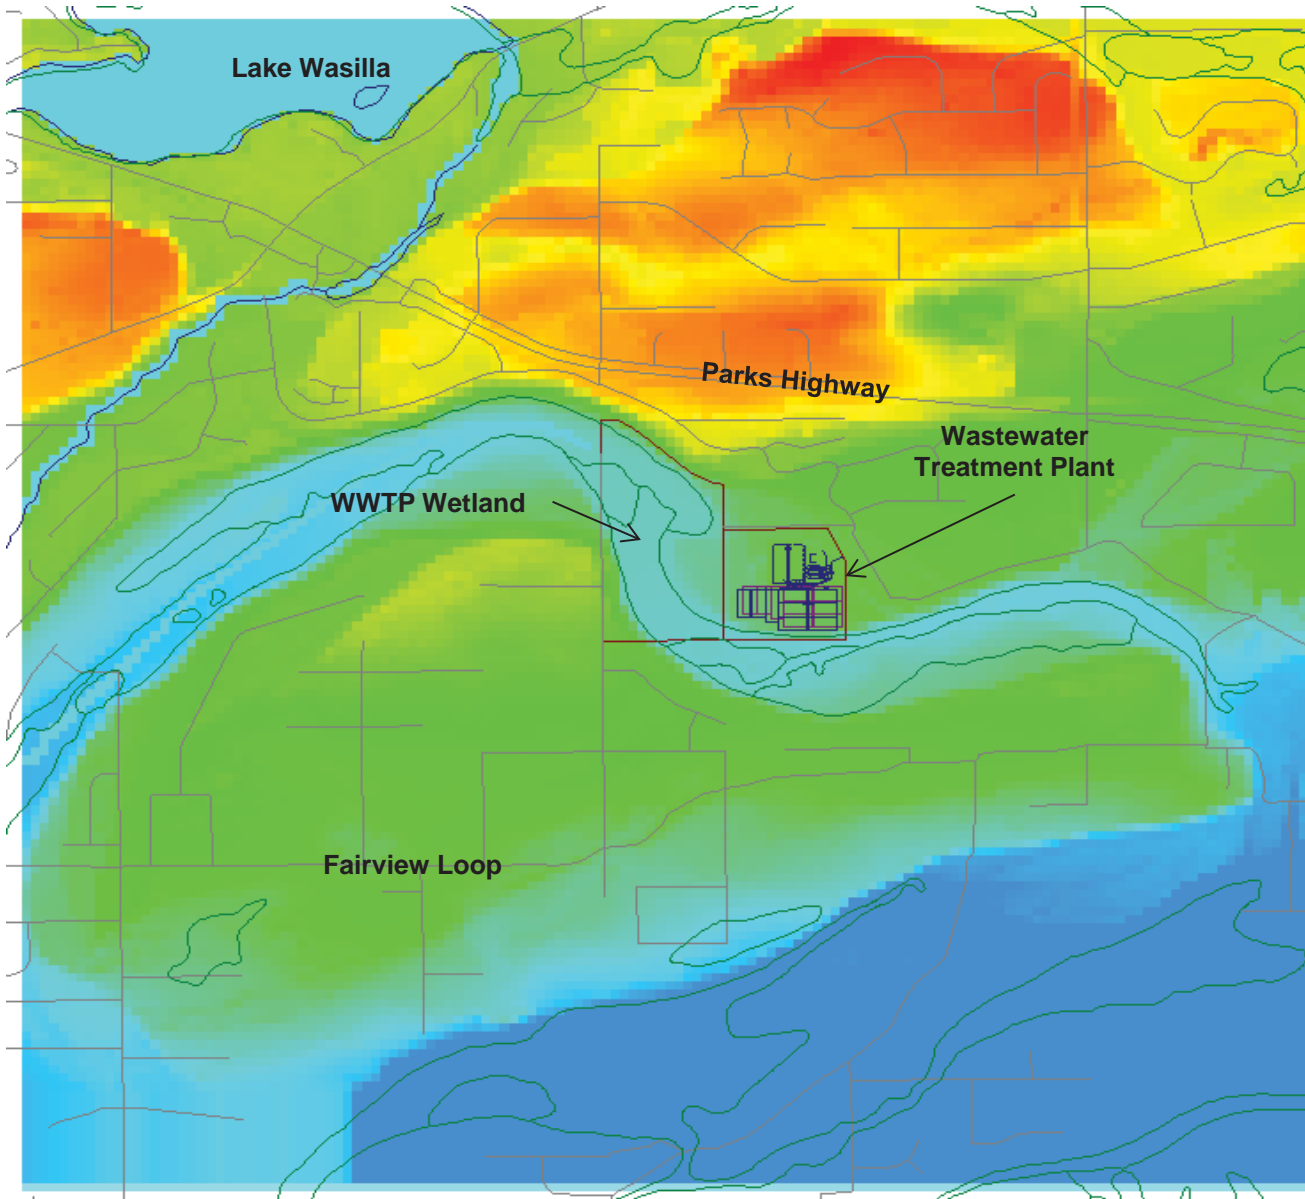 Lake Wasilla
Parks Highway
Wastewater
Treatment Plant
WWTP Wetland
Fairview Loop